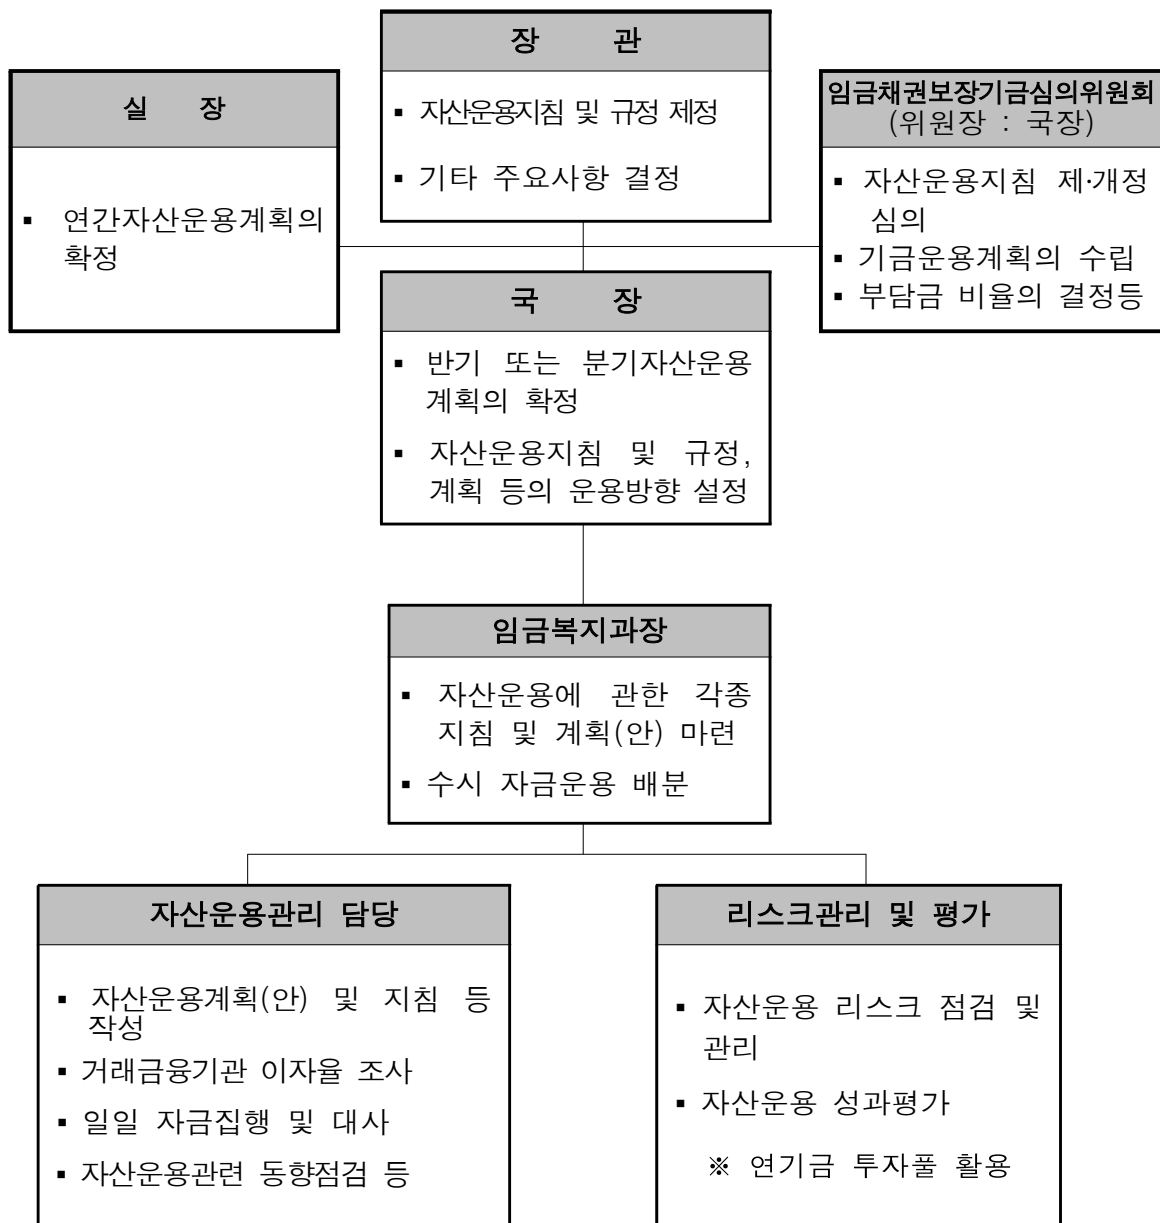 장 관
▪ 자산운용지침 및 규정 제정
▪ 기타 주요사항 결정
실 장
▪ 연간자산운용계획의
확정
임금채권보장기금심의위원회
(위원장 : 국장)
▪ 자산운용지침 제·개정
심의
▪ 기금운용계획의 수립
▪ 부담금 비율의 결정등
국 장
▪ 반기 또는 분기자산운용
계획의 확정
▪ 자산운용지침 및 규정,
계획 등의 운용방향 설정
임금복지과장
▪ 자산운용에 관한 각종
지침 및 계획(안) 마련
▪ 수시 자금운용 배분
자산운용관리 담당
▪ 자산운용계획(안) 및 지침 등
작성
▪ 거래금융기관 이자율 조사
▪ 일일 자금집행 및 대사
▪ 자산운용관련 동향점검 등
리스크관리 및 평가
▪ 자산운용 리스크 점검 및
관리
▪ 자산운용 성과평가
※ 연기금 투자풀 활용